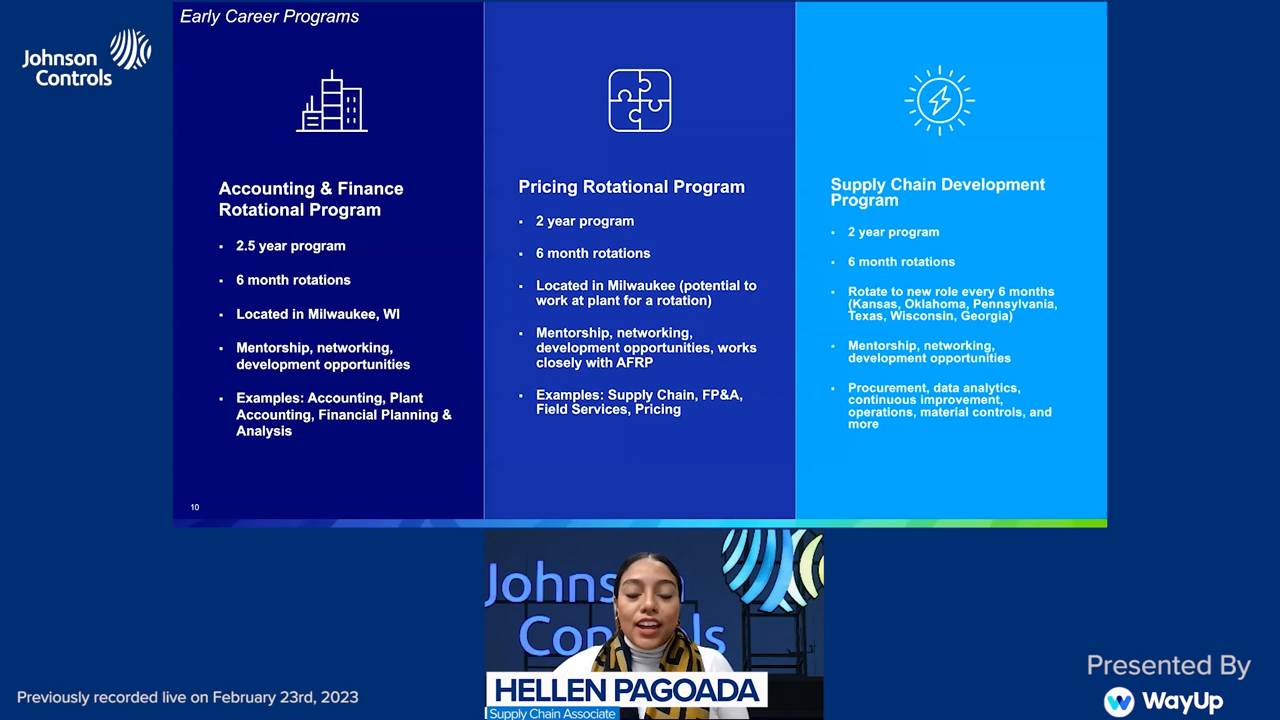 Early Career Programs
Johnson
Controls
Accounting & Finance
Rotational Program
▪ 2.5 year program
▪ 6 month rotations
▪ Located in Milwaukee, WI
▪ Mentorship, networking,
development opportunities
▪ Examples: Accounting, Plant
Accounting, Financial Planning &
Analysis
10
Pricing Rotational Program
▪ 2 year program
▪ 6 month rotations
▪ Located in Milwaukee (potential to
work at plant for a rotation)
▪ Mentorship, networking,
development opportunities, works
closely with AFRP
▪ Examples: Supply Chain, FP&A,
Field Services, Pricing
Supply Chain Development
Program
▪ 2 year program
▪ 6 month rotations
▪ Rotate to new role every 6 months
(Kansas, Oklahoma, Pennsylvania,
Texas, Wisconsin, Georgia)
▪ Mentorship, networking,
development opportunities
▪ Procurement, data analytics,
continuous improvement,
operations, material controls, and
more
Johns
Con ls
HELLEN PAGOADA
Supply Chain Associate
Previously recorded live on February 23rd, 2023
Presented By
WayUp